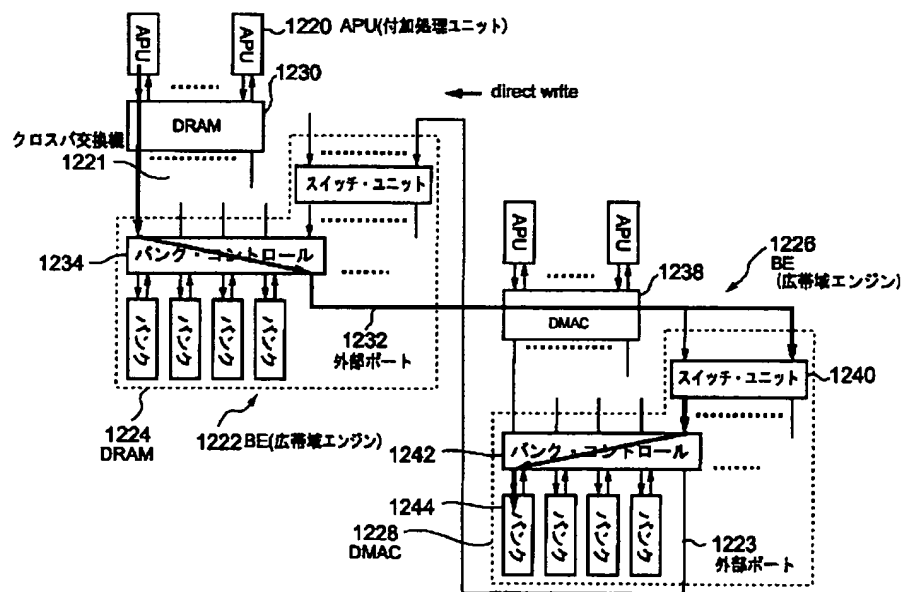 APU
APU
1220 APU(付加処理ユニット)
1230
DRAM
direct write
クロスバ交換機
1221
スイッチ・ユニット
1234
バンク・コントロール
バンク
バンク
バンク
バンク
1232
外部ポート
1224
DRAM
1222 BE(広帯域エンジン)
APU
APU
1238
DMAC
1226
BE
(広帯域エンジン)
スイッチ・ユニット
1240
1242
バンク・コントロール
1244
バンク
バンク
バンク
バンク
1228
DMAC
1223
外部ポート